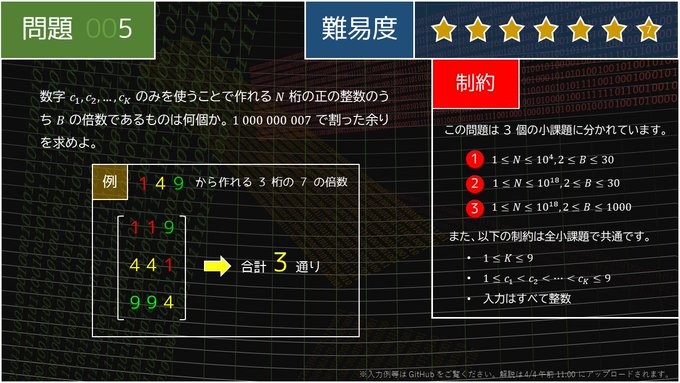 問題 005
難易度
7
数字 c₁, c₂, ..., c_K のみを使うことで作れる N 桁の正の整数のう
ち B の倍数であるものは何個か。1 000 000 007 で割った余り
を求めよ。
例
1 4 9 から作れる 3 桁の 7 の倍数
1 1 9
4 4 1
9 9 4
合計 3 通り
制約
この問題は 3 個の小課題に分かれています。
1 1 ≤ N ≤ 10⁴, 2 ≤ B ≤ 30
2 1 ≤ N ≤ 10¹⁸, 2 ≤ B ≤ 30
3 1 ≤ N ≤ 10¹⁸, 2 ≤ B ≤ 1000
また、以下の制約は全小課題で共通です。
• 1 ≤ K ≤ 9
• 1 ≤ c₁ < c₂ < ⋯ < c_K ≤ 9
• 入力はすべて整数
※入力例等は GitHub をご覧ください。解説は 4/4 午前 11:00 にアップロードされます。